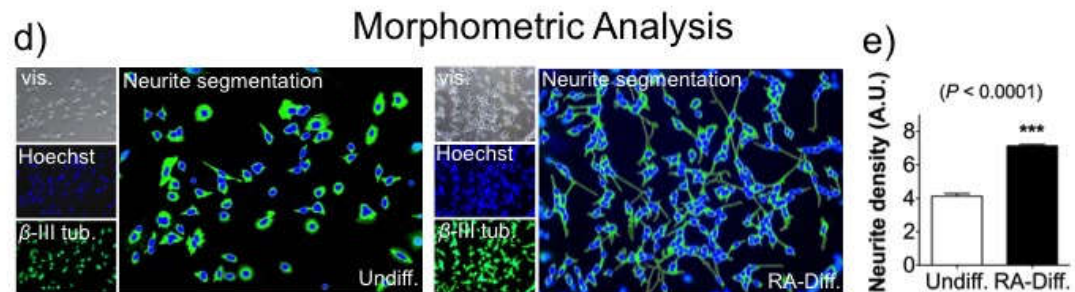 Morphometric Analysis
d)
vis.
Hoechst
β-III tub.
Neurite segmentation
Undiff.
vis.
Hoechst
β-III tub.
Neurite segmentation
RA-Diff.
e)
(P < 0.0001)
***
Neurite density (A.U.)
8
6
4
2
0
Undiff. RA-Diff.